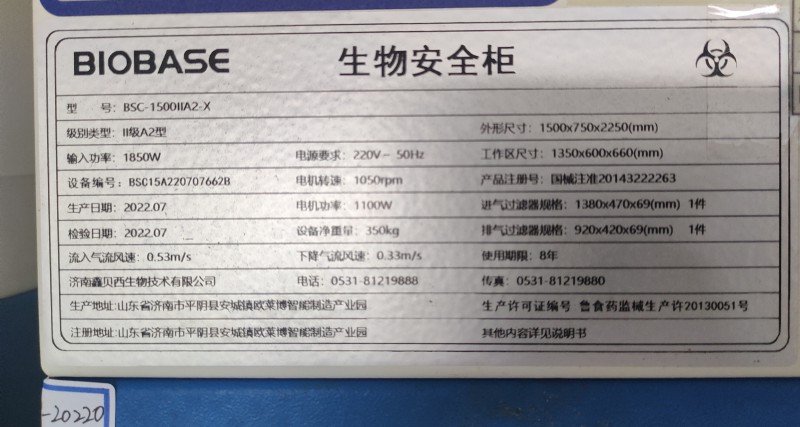 BIOBASE 生物安全柜
型 号: BSC-1500IIA2-X
级别类型: II级A2型 外形尺寸: 1500x750x2250(mm)
输入功率: 1850W 电源要求: 220V~ 50Hz 工作区尺寸: 1350x600x660(mm)
设备编号: BSC15A220707662B 电机转速: 1050rpm 产品注册号: 国械注准20143222263
生产日期: 2022.07 电机功率: 1100W 进气过滤器规格: 1380x470x69(mm) 1件
检验日期: 2022.07 设备净重量: 350kg 排气过滤器规格: 920x420x69(mm) 1件
流入气流风速: 0.53m/s 下降气流风速: 0.33m/s 使用期限: 8年
济南鑫贝西生物技术有限公司 电话: 0531-81219888 传真: 0531-81219880
生产地址:山东省济南市平阴县安城镇欧莱博智能制造产业园 生产许可证编号 鲁食药监械生产许20130051号
注册地址:山东省济南市平阴县安城镇欧莱博智能制造产业园 其他内容详见说明书
-20220